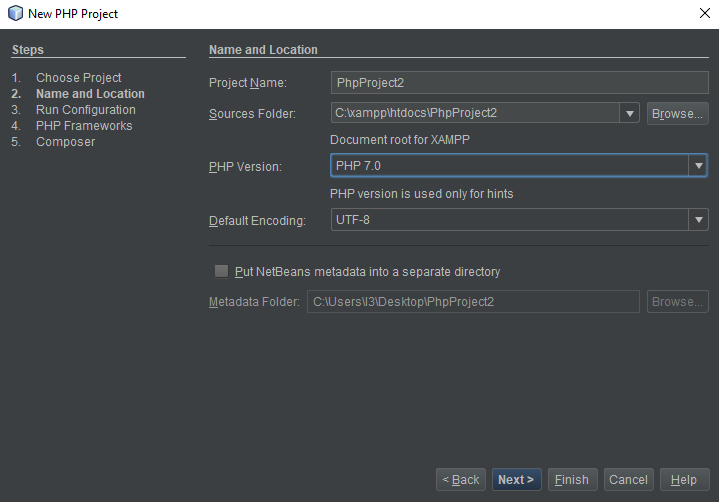 New PHP Project
Steps
1. Choose Project
2. Name and Location
3. Run Configuration
4. PHP Frameworks
5. Composer
Name and Location
Project Name: PhpProject2
Sources Folder: C:\xampp\htdocs\PhpProject2 Browse...
Document root for XAMPP
PHP Version: PHP 7.0
PHP version is used only for hints
Default Encoding: UTF-8
Put NetBeans metadata into a separate directory
Metadata Folder: C:\Users\I3\Desktop\PhpProject2 Browse...
< Back Next > Finish Cancel Help